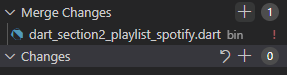 Merge Changes 1
dart_section2_playlist_spotify.dart bin !
Changes 0